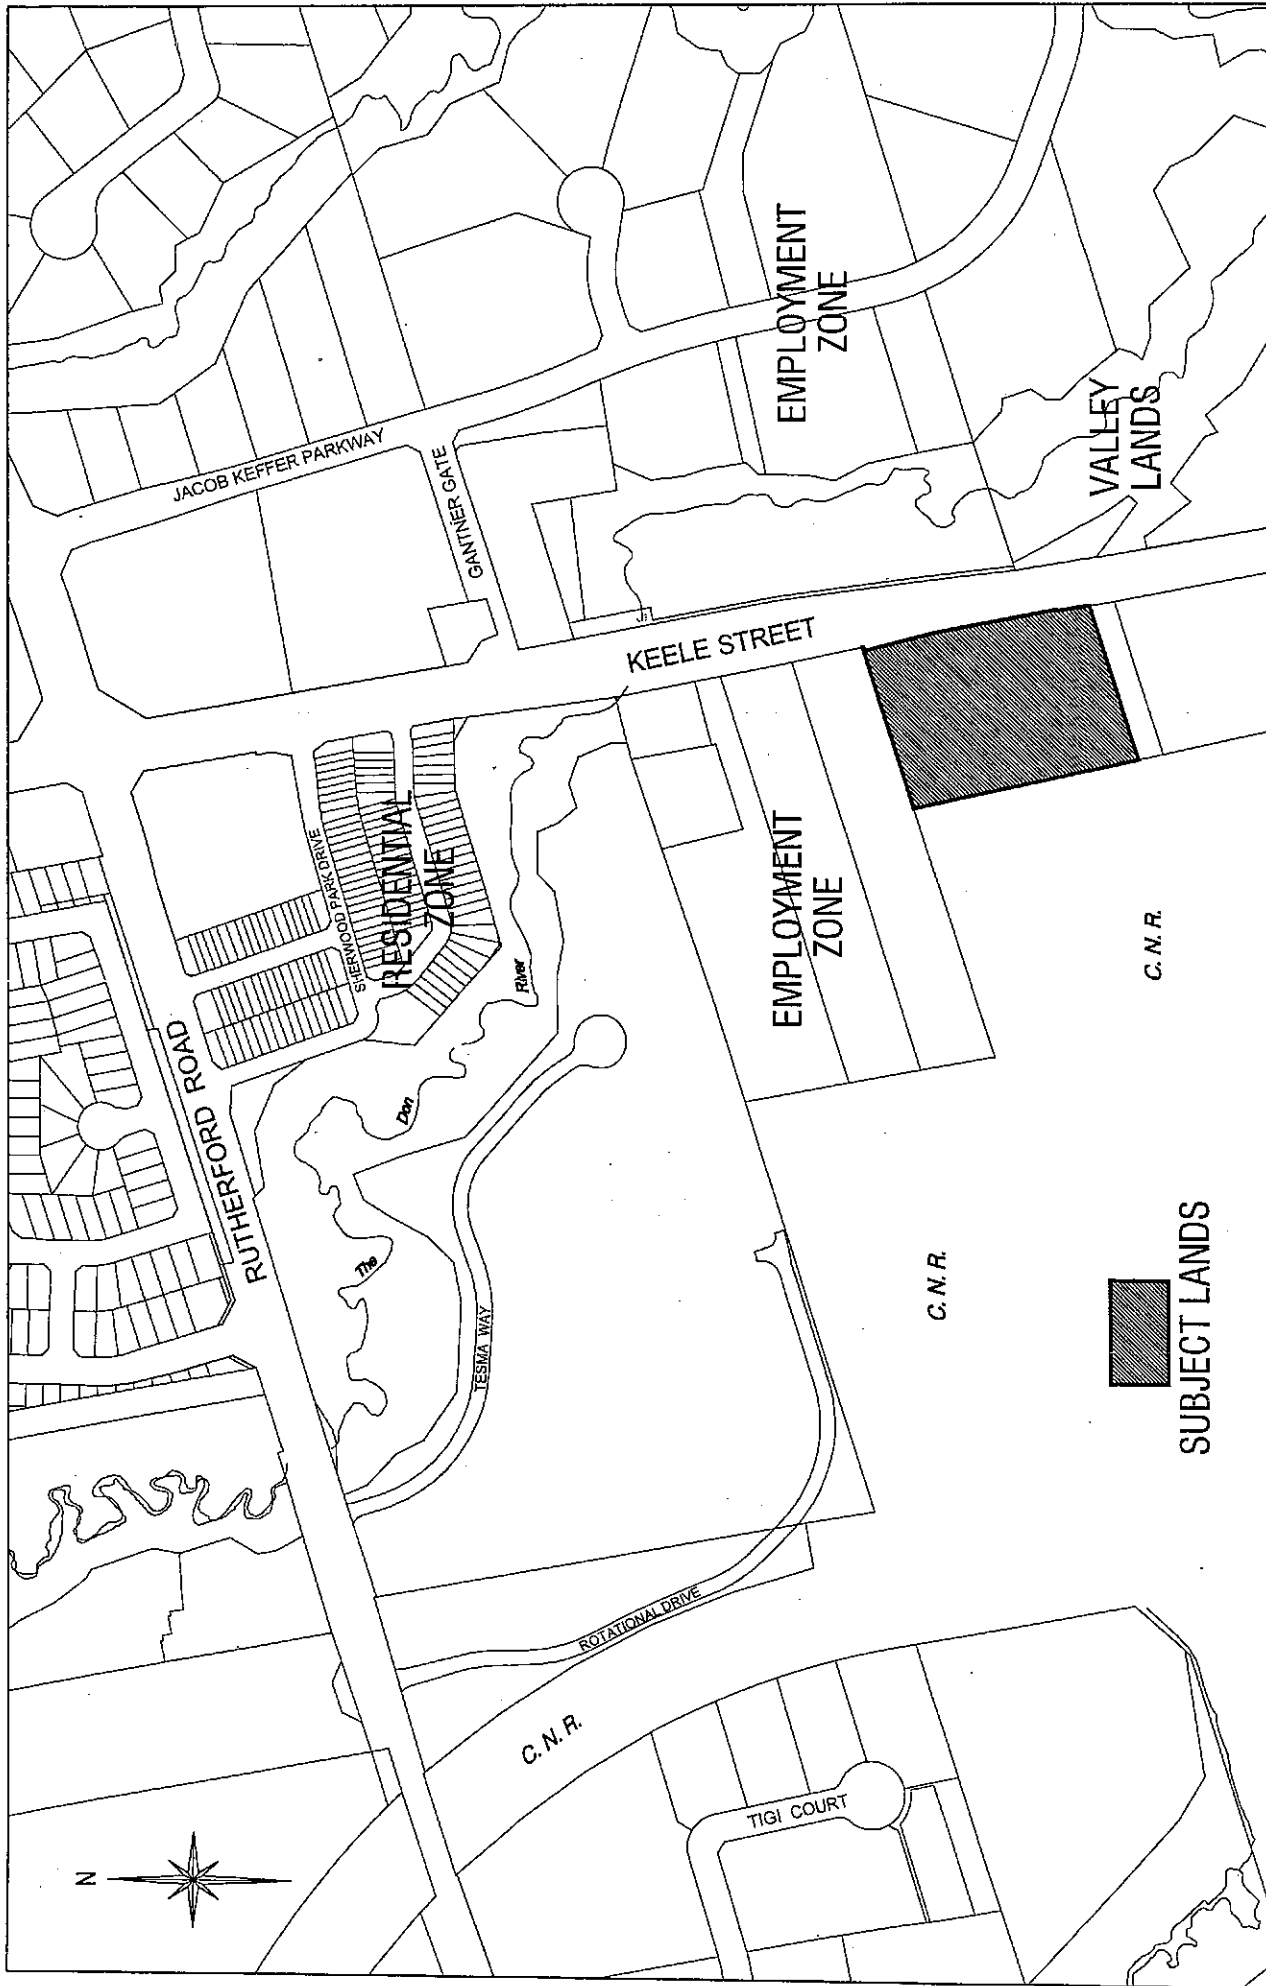 N
RUTHERFORD ROAD
JACOB KEFFER PARKWAY
GANTNER GATE
KEELE STREET
SHERWOOD PARK DRIVE
RESIDENTIAL
ZONE
EMPLOYMENT
ZONE
VALLEY
LANDS
The
Don
River
TESMA WAY
EMPLOYMENT
ZONE
ROTATIONAL DRIVE
C. N. R.
C. N. R.
C. N. R.
TIGI COURT
SUBJECT LANDS